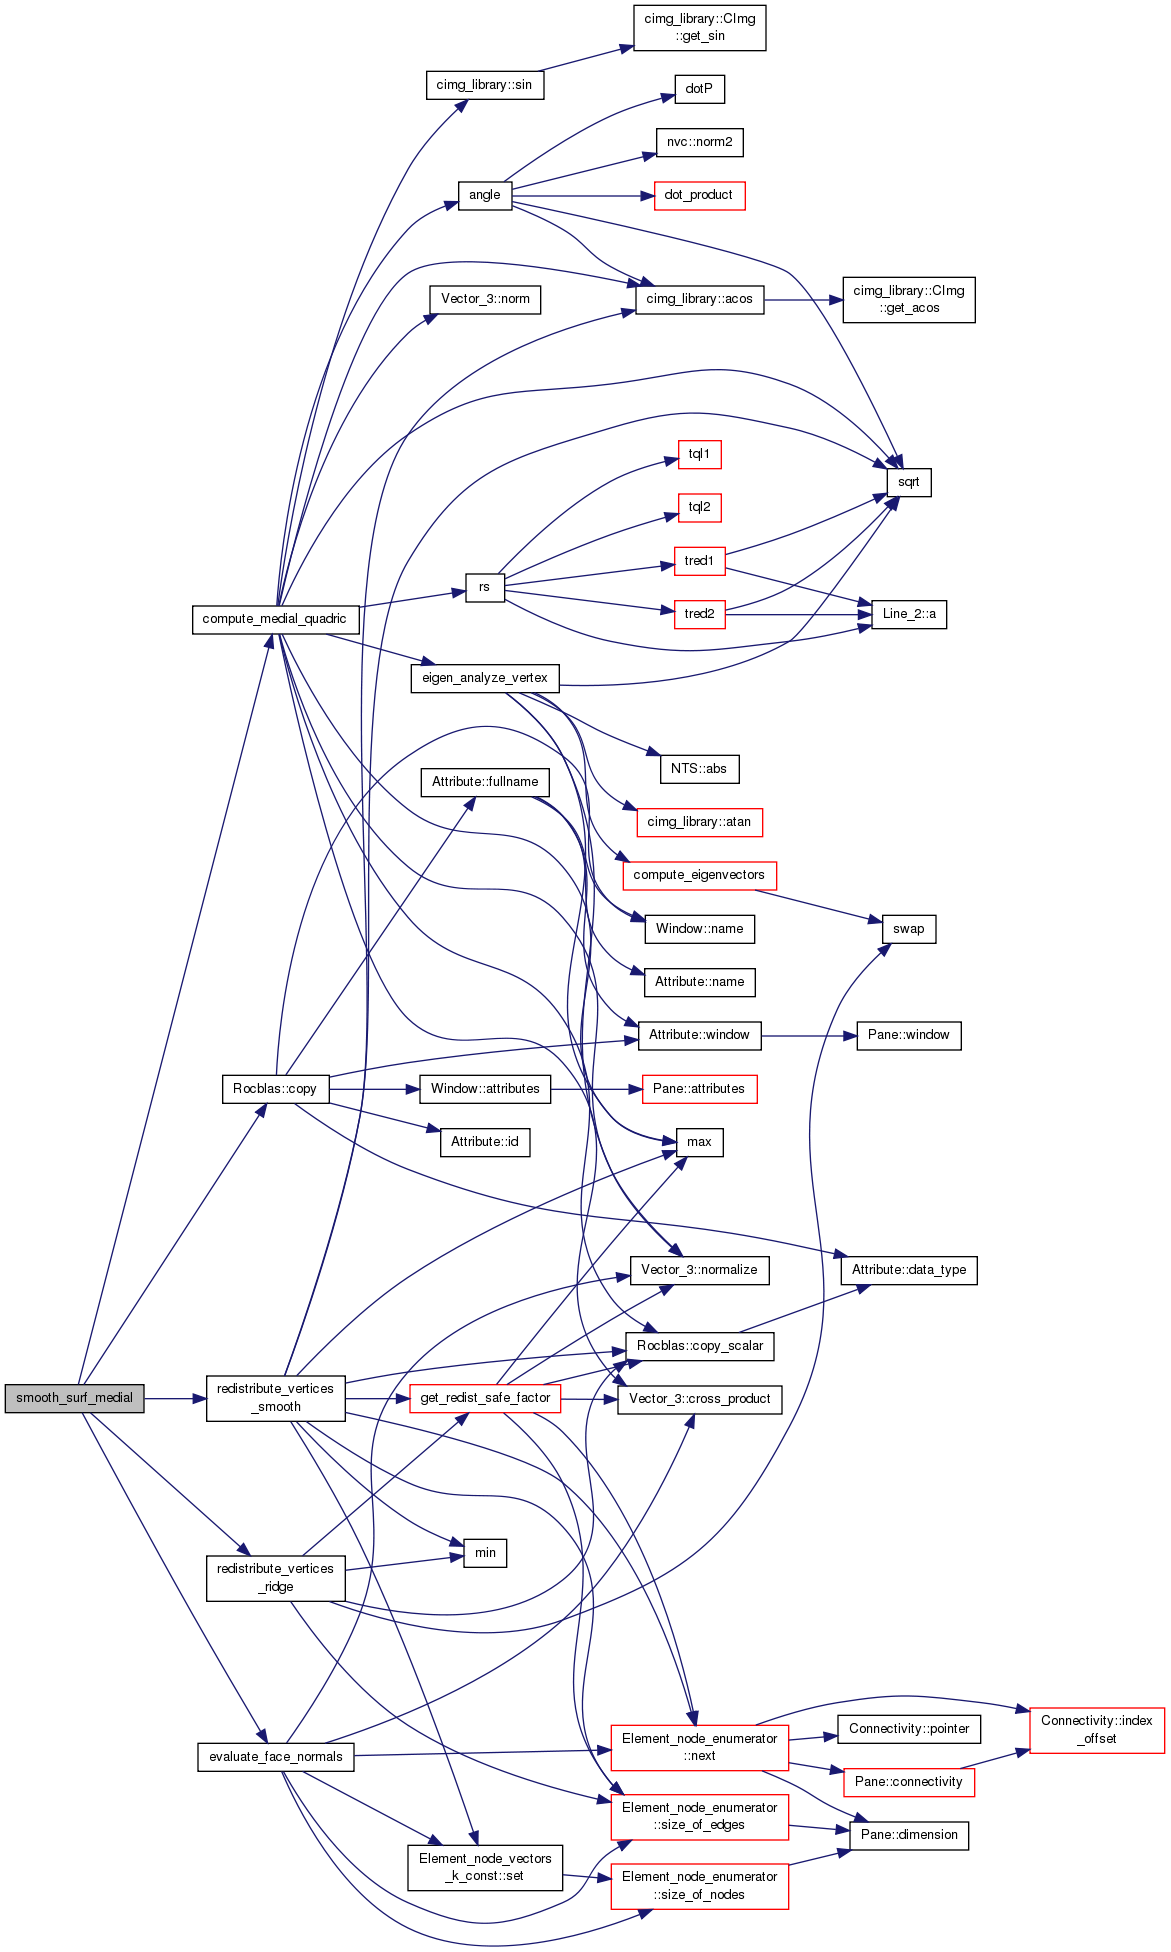 cimg_library::CImg
::get_sin
cimg_library::sin
dotP
nvc::norm2
angle
dot_product
Vector_3::norm
cimg_library::acos
cimg_library::CImg
::get_acos
tql1
sqrt
tql2
tred1
rs
tred2
Line_2::a
compute_medial_quadric
eigen_analyze_vertex
NTS::abs
Attribute::fullname
cimg_library::atan
compute_eigenvectors
Window::name
swap
Attribute::name
Attribute::window
Pane::window
Rocblas::copy
Window::attributes
Pane::attributes
Attribute::id
max
Vector_3::normalize
Attribute::data_type
Rocblas::copy_scalar
smooth_surf_medial
redistribute_vertices
_smooth
get_redist_safe_factor
Vector_3::cross_product
min
redistribute_vertices
_ridge
Element_node_enumerator
::next
Connectivity::pointer
Connectivity::index
_offset
evaluate_face_normals
Pane::connectivity
Element_node_enumerator
::size_of_edges
Pane::dimension
Element_node_vectors
_k_const::set
Element_node_enumerator
::size_of_nodes